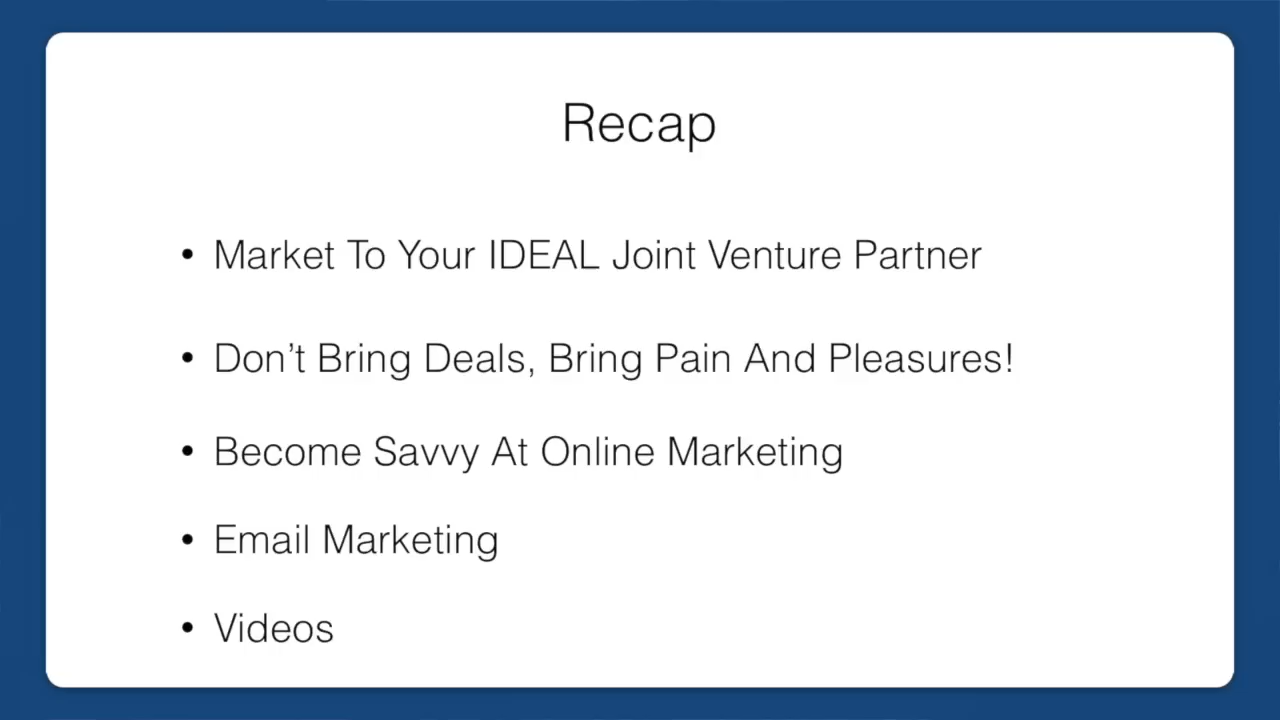 Recap
• Market To Your IDEAL Joint Venture Partner
• Don’t Bring Deals, Bring Pain And Pleasures!
• Become Savvy At Online Marketing
• Email Marketing
• Videos